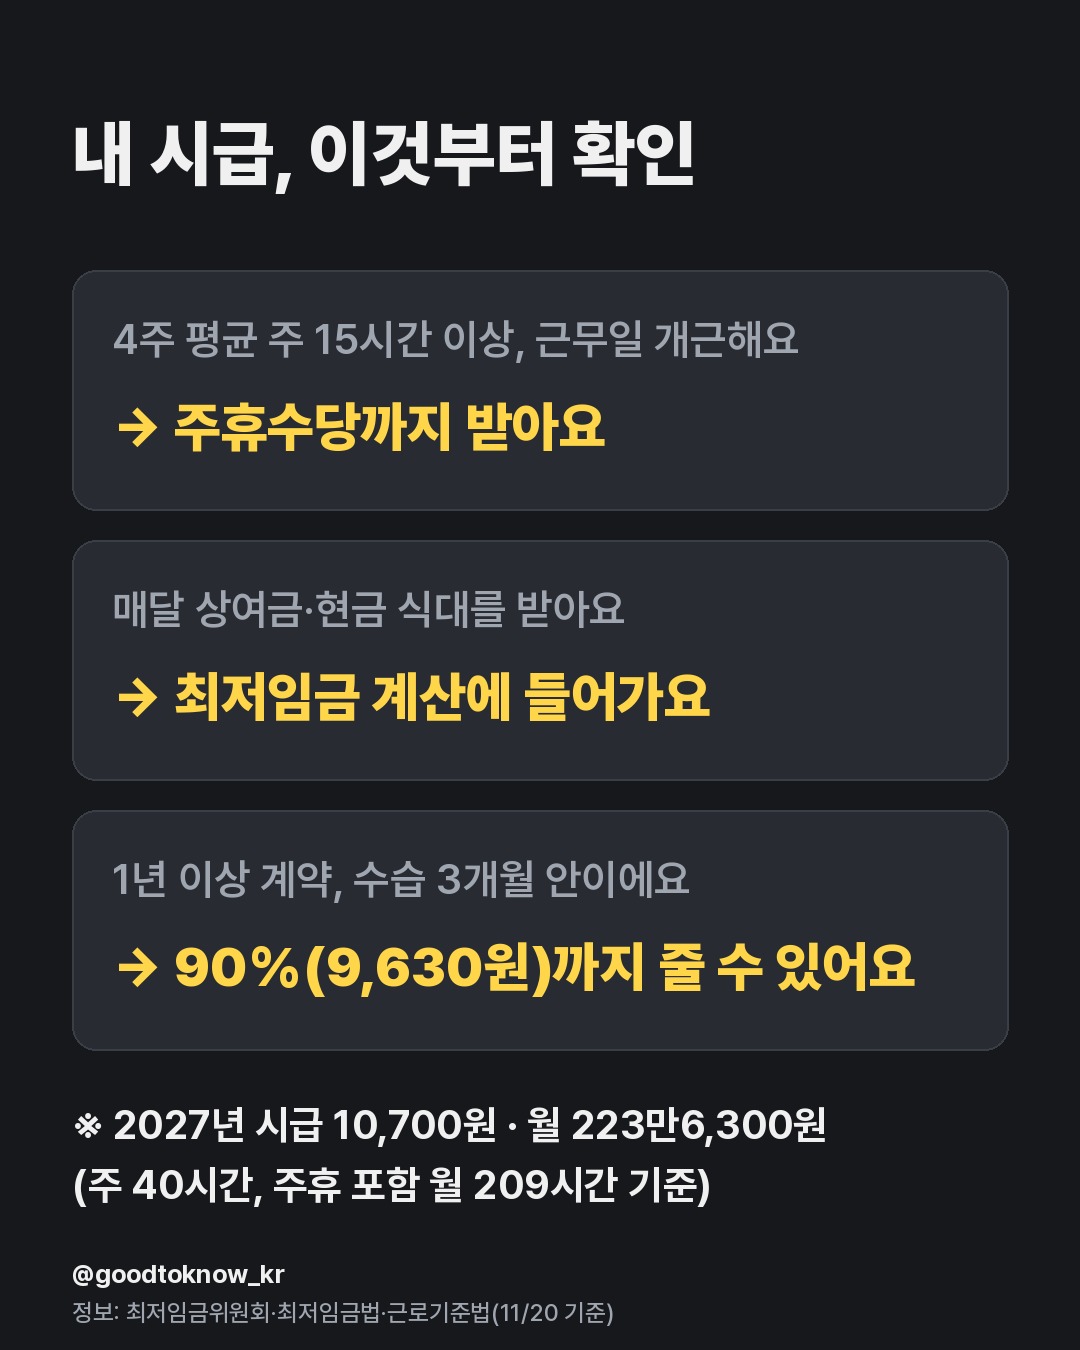 내 시급, 이것부터 확인
4주 평균 주 15시간 이상, 근무일 개근해요
→ 주휴수당까지 받아요
매달 상여금·현금 식대를 받아요
→ 최저임금 계산에 들어가요
1년 이상 계약, 수습 3개월 안이에요
→ 90%(9,630원)까지 줄 수 있어요
※ 2027년 시급 10,700원 · 월 223만6,300원
(주 40시간, 주휴 포함 월 209시간 기준)
@goodtoknow_kr
정보: 최저임금위원회·최저임금법·근로기준법(11/20 기준)